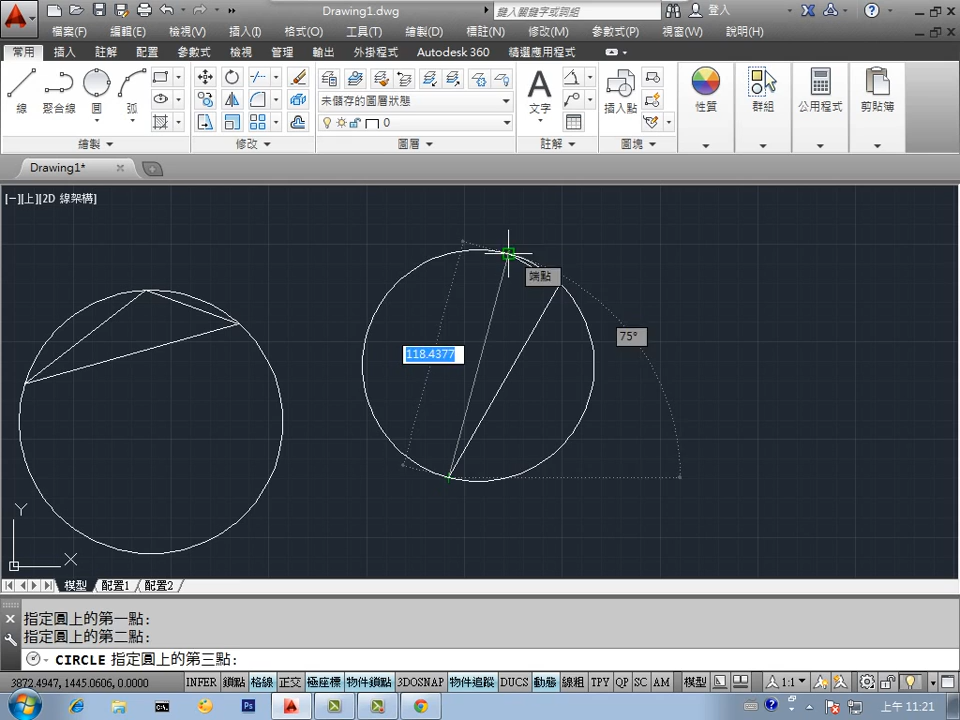 Drawing1.dwg
鍵入關鍵字或詞組
登入
檔案(F)
編輯(E)
檢視(V)
插入(I)
格式(O)
工具(T)
繪製(D)
標註(N)
修改(M)
參數式(P)
視窗(W)
說明(H)
常用
插入
註解
配置
參數式
檢視
管理
輸出
外掛程式
Autodesk 360
精選應用程式
線
聚合線
圓
弧
未儲存的圖層狀態
0
文字
插入點
性質
群組
公用程式
剪貼簿
繪製
修改
圖層
註解
圖塊
Drawing1*
[−][上][2D 線架構]
端點
75°
118.4377
Y
X
模型
配置1
配置2
指定圓上的第一點:
指定圓上的第二點:
CIRCLE 指定圓上的第三點:
3872.4947, 1445.0606, 0.0000
INFER
鎖點
格線
正交
極座標
物件鎖點
3DOSNAP
物件追蹤
DUCS
動態
線粗
TPY
QP
SC
AM
模型
1:1
上午 11:21